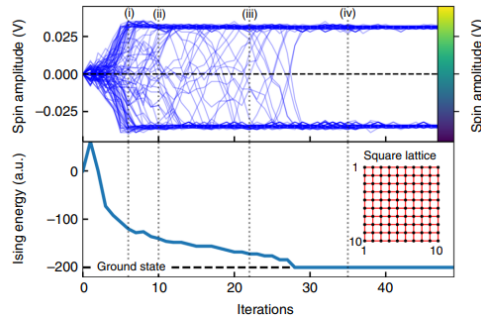 (i) (ii) (iii) (iv)
Spin amplitude (V)
0.025
0.000
−0.025
Spin amplitude (V)
Ising energy (a.u.)
0
−100
−200
Ground state
Square lattice
1
10
1 10
0 10 20 30 40
Iterations